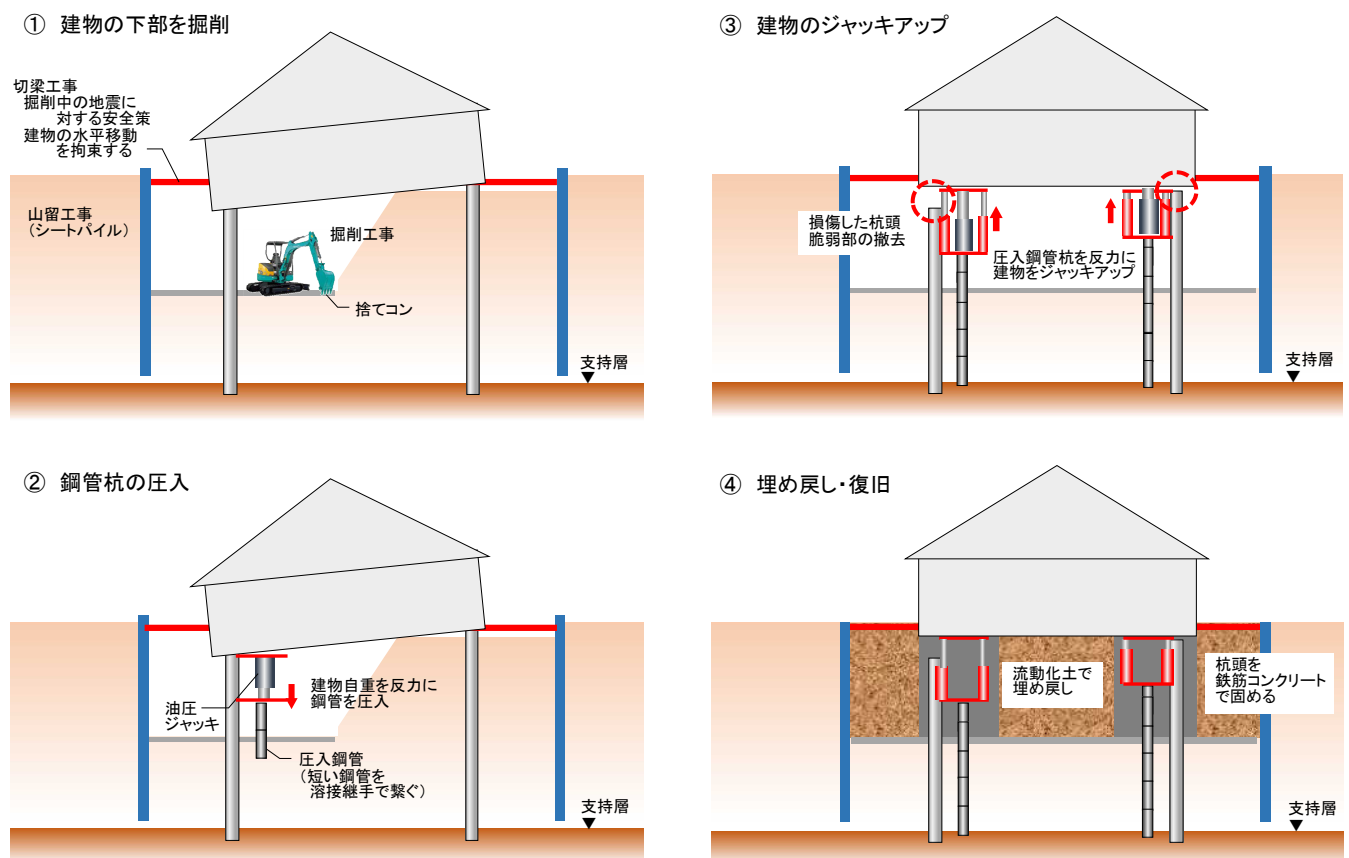 ① 建物の下部を掘削
切梁工事
掘削中の地震に
対する安全策
建物の水平移動
を拘束する
山留工事
（シートパイル）
掘削工事
捨てコン
支持層
② 鋼管杭の圧入
油圧
ジャッキ
建物自重を反力に
鋼管を圧入
圧入鋼管
（短い鋼管を
溶接継手で繋ぐ）
支持層
③ 建物のジャッキアップ
損傷した杭頭
脆弱部の撤去
圧入鋼管杭を反力に
建物をジャッキアップ
支持層
④ 埋め戻し・復旧
流動化土で
埋め戻し
杭頭を
鉄筋コンクリート
で固める
支持層